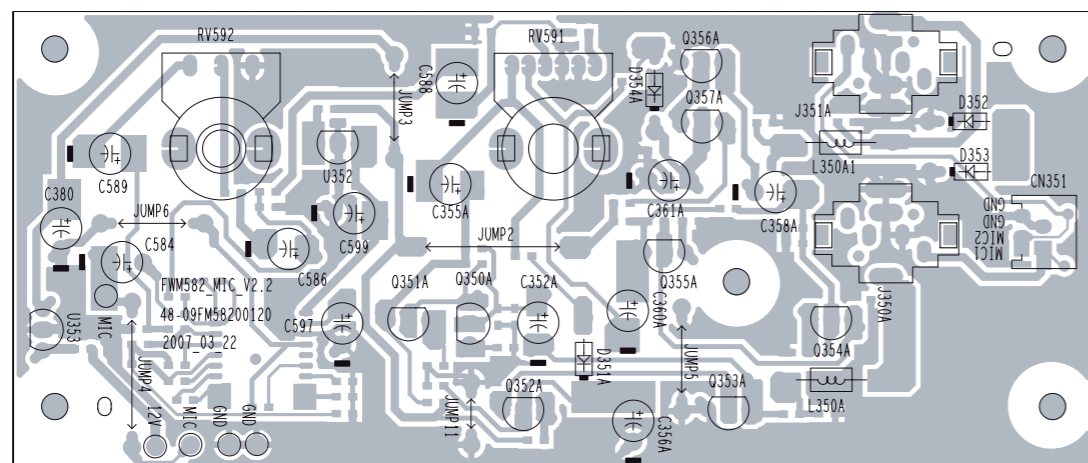 RV592
RV591
Q356A
C588
D354A
JUMP3
Q357A
J351A
D352
L350A1
D353
C589
U352
C380
C355A
C361A
C358A
CN351
GND
GND
MIC2
MIC1
JUMP6
C599
JUMP2
C584
C586
Q351A
Q350A
C352A
Q355A
FWM582_MIC_V2.2
48-09FM58200120
2007_03_22
C597
C360A
J350A
U353
MIC
JUMP4
D351A
JUMP5
Q354A
Q352A
Q353A
L350A
JUMP11
C356A
12V
MIC
GND
GND